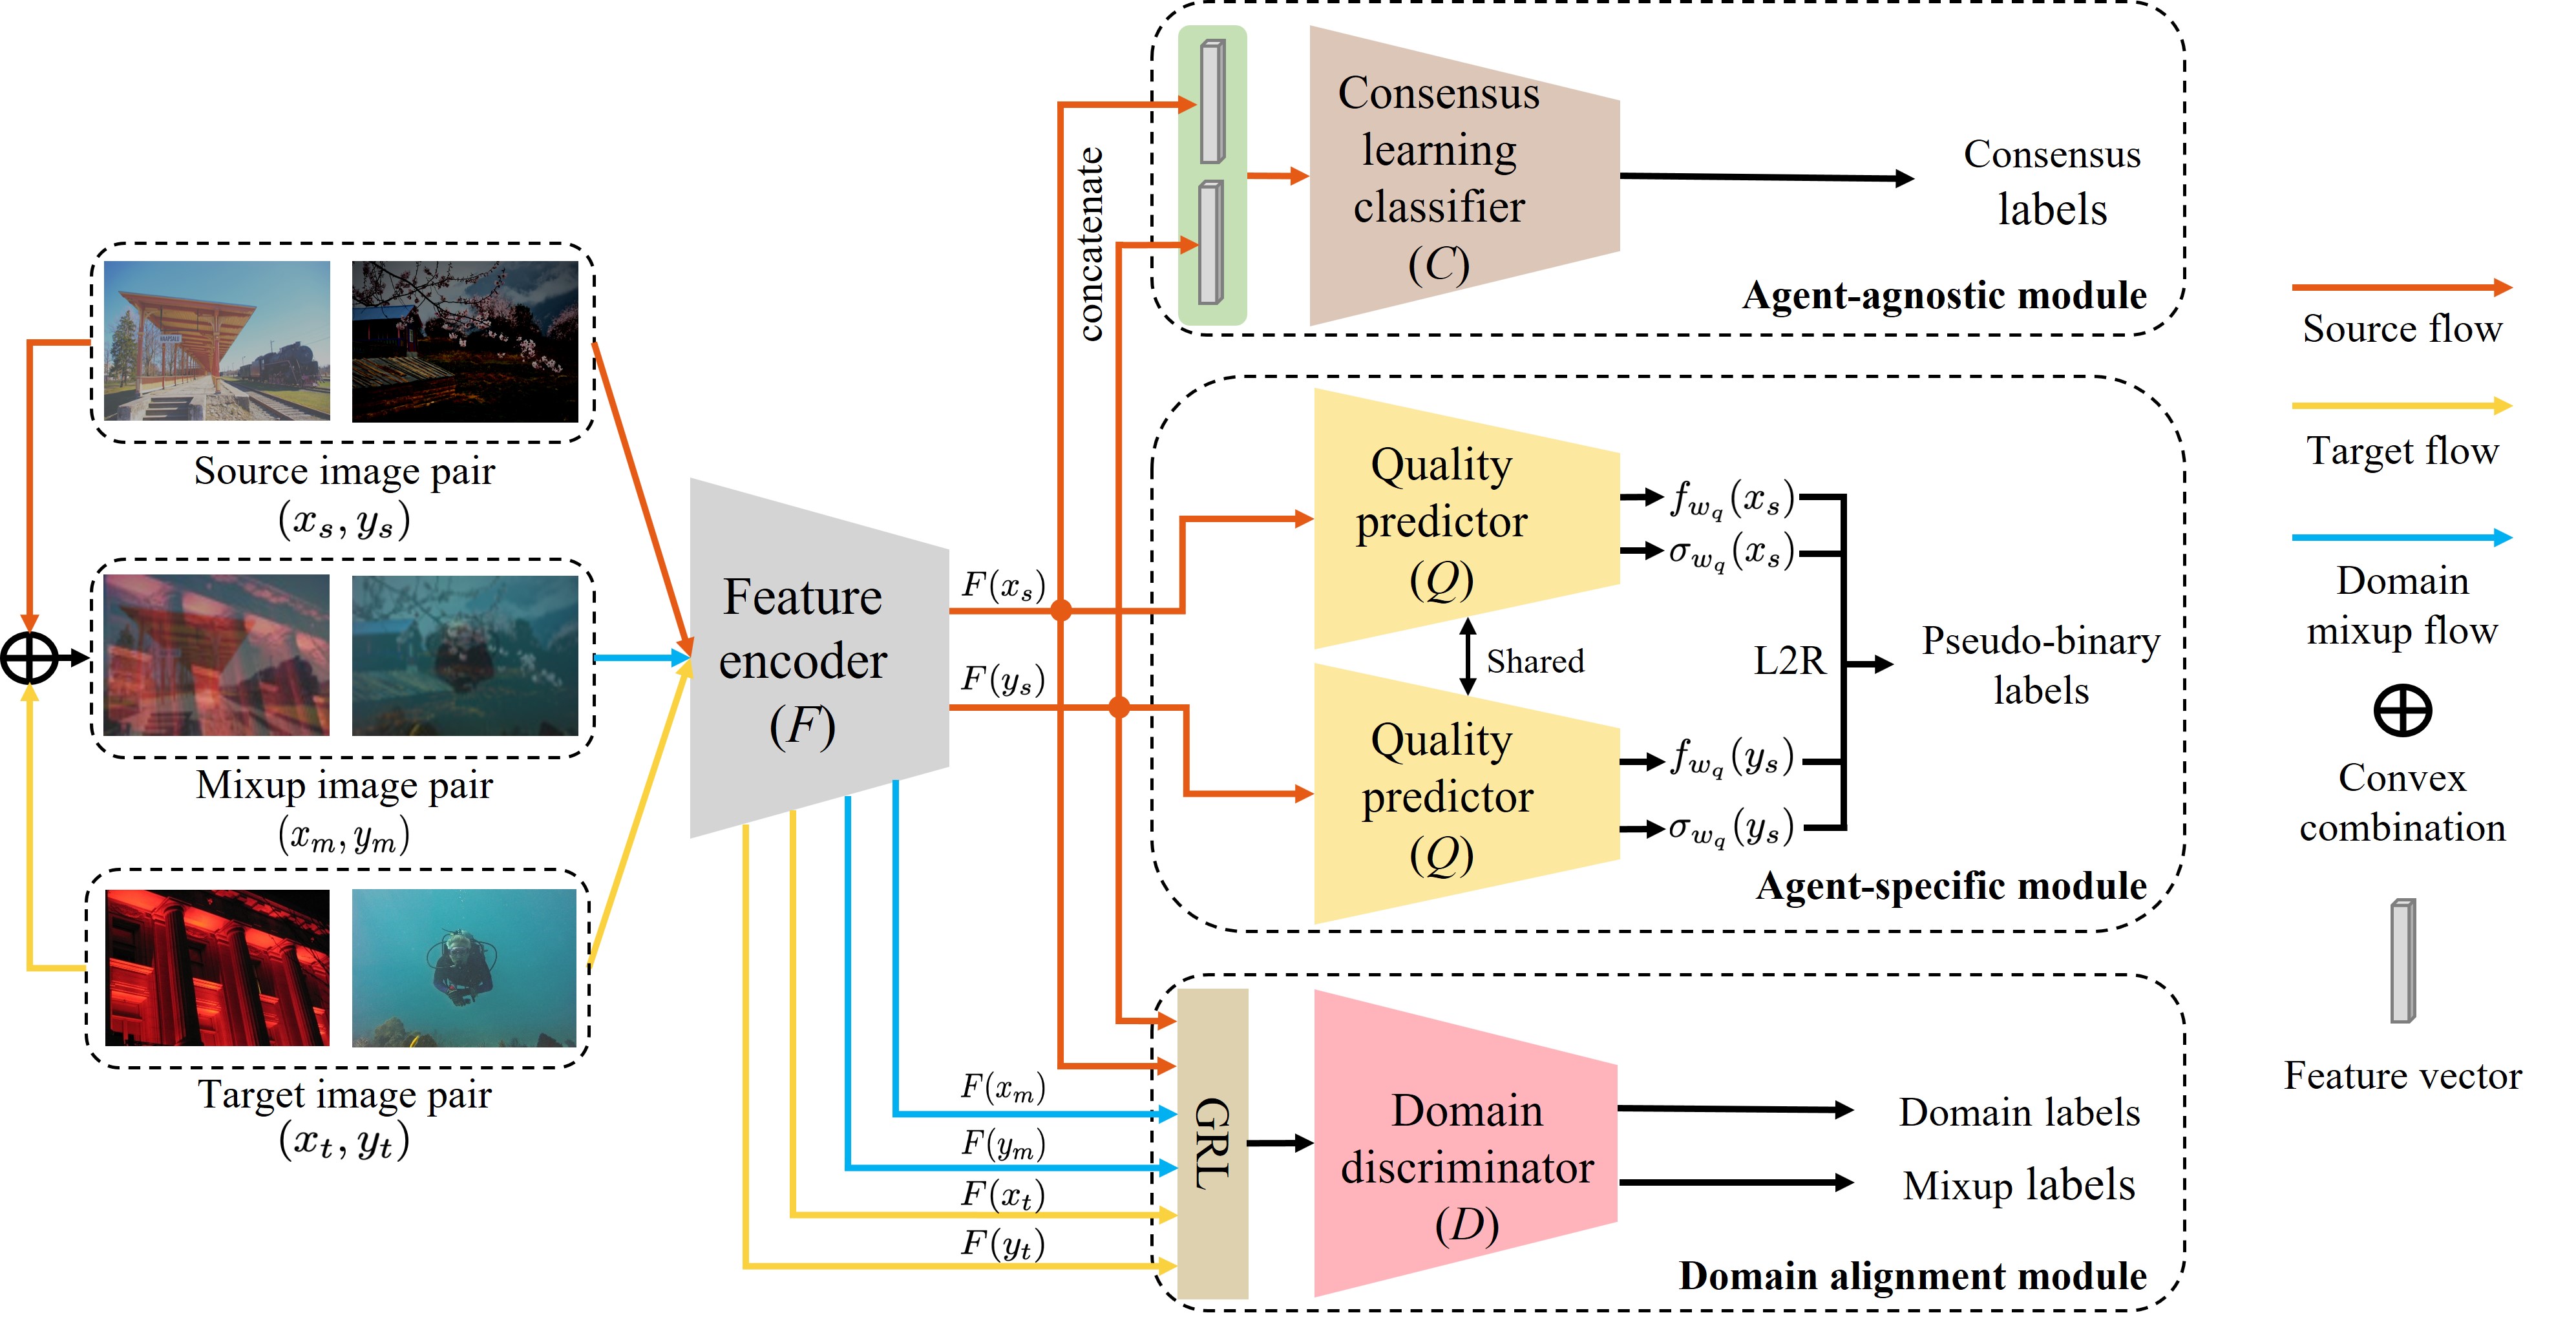 Source image pair
(x_s, y_s)
Mixup image pair
(x_m, y_m)
Target image pair
(x_t, y_t)
Feature
encoder
(F)
F(x_s)
F(y_s)
F(x_m)
F(y_m)
F(x_t)
F(y_t)
concatenate
Consensus
learning
classifier
(C)
Consensus
labels
Agent-agnostic module
Quality
predictor
(Q)
f_{w_q}(x_s)
σ_{w_q}(x_s)
Shared
L2R
Pseudo-binary
labels
Quality
predictor
(Q)
f_{w_q}(y_s)
σ_{w_q}(y_s)
Agent-specific module
GRL
Domain
discriminator
(D)
Domain labels
Mixup labels
Domain alignment module
Source flow
Target flow
Domain
mixup flow
Convex
combination
Feature vector